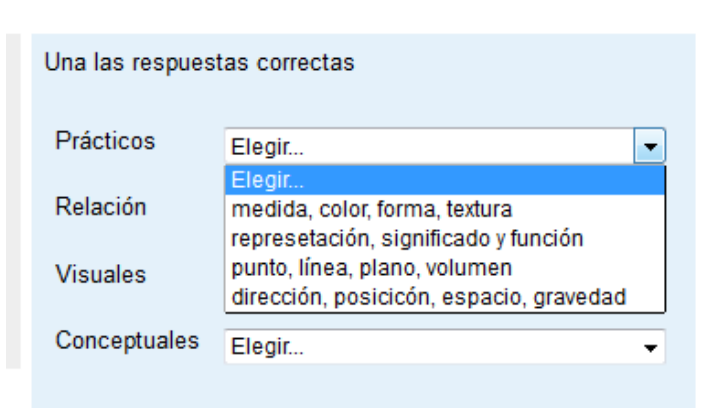 Una las respuestas correctas
Prácticos
Elegir...
Elegir...
medida, color, forma, textura
represetación, significado y función
punto, línea, plano, volumen
dirección, posicicón, espacio, gravedad
Relación
Visuales
Conceptuales
Elegir...